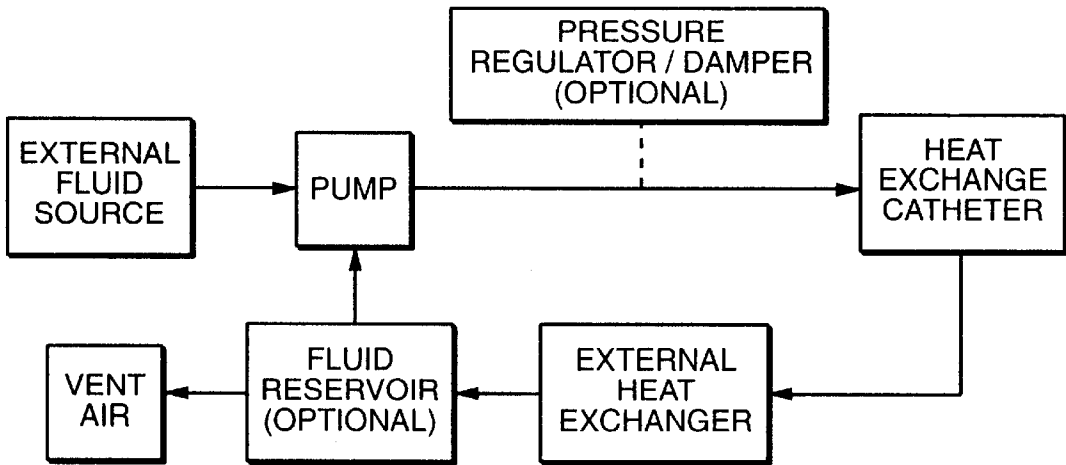 PRESSURE
REGULATOR / DAMPER
(OPTIONAL)
EXTERNAL
FLUID
SOURCE
PUMP
HEAT
EXCHANGE
CATHETER
VENT
AIR
FLUID
RESERVOIR
(OPTIONAL)
EXTERNAL
HEAT
EXCHANGER